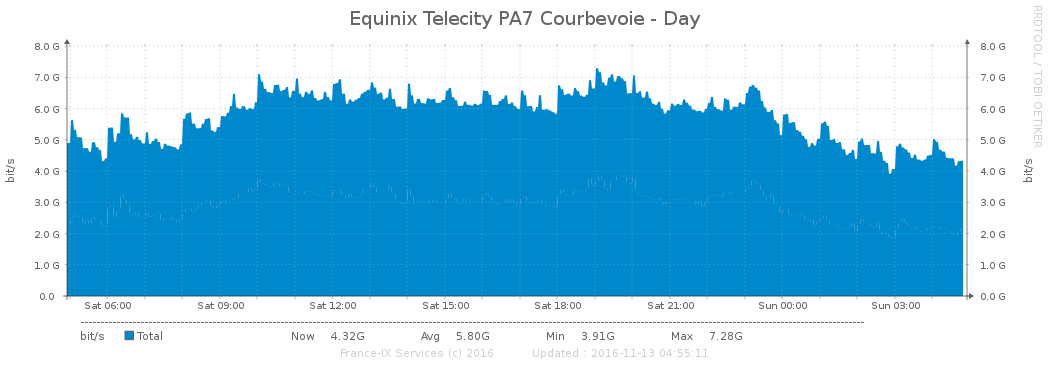 Equinix Telecity PA7 Courbevoie - Day
RRDTOOL / TOBI OETIKER
8.0 G 8.0 G
7.0 G 7.0 G
6.0 G 6.0 G
5.0 G 5.0 G
4.0 G 4.0 G
3.0 G 3.0 G
2.0 G 2.0 G
1.0 G 1.0 G
0.0 0.0 G
bit/s
bit/s
Sat 06:00 Sat 09:00 Sat 12:00 Sat 15:00 Sat 18:00 Sat 21:00 Sun 00:00 Sun 03:00
bit/s Total Now 4.32G Avg 5.80G Min 3.91G Max 7.28G
France-IX Services (c) 2016 Updated : 2016-11-13 04:55:11